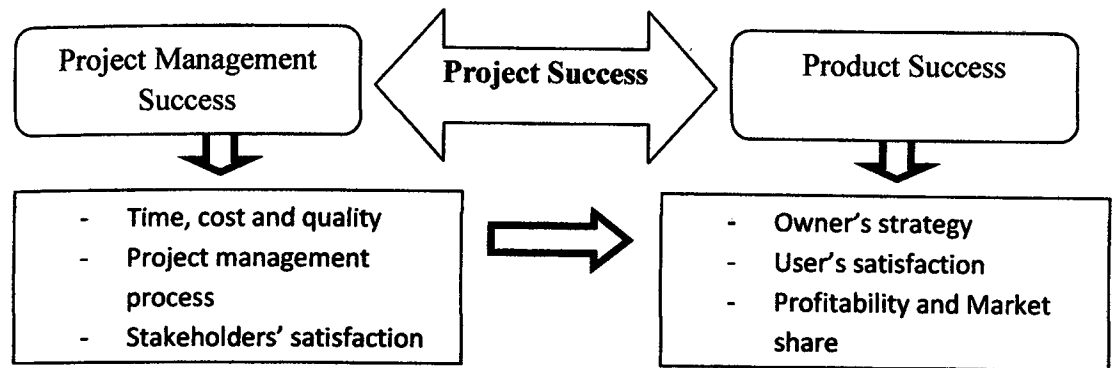 Project Management
Success
Project Success
Product Success
- Time, cost and quality
- Project management
process
- Stakeholders' satisfaction
- Owner's strategy
- User's satisfaction
- Profitability and Market
share